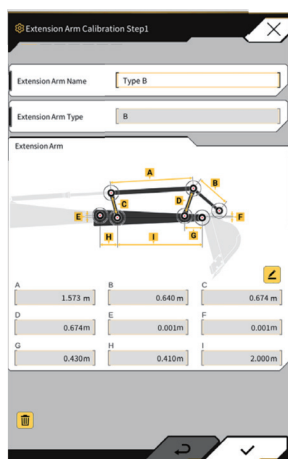 Extension Arm Calibration Step1
Extension Arm Name
Type B
Extension Arm Type
B
Extension Arm
A
B
C
D
E
F
G
H
I
A B C
1.573 m 0.640 m 0.674 m
D E F
0.674m 0.001m 0.001m
G H I
0.430m 0.410m 2.000m